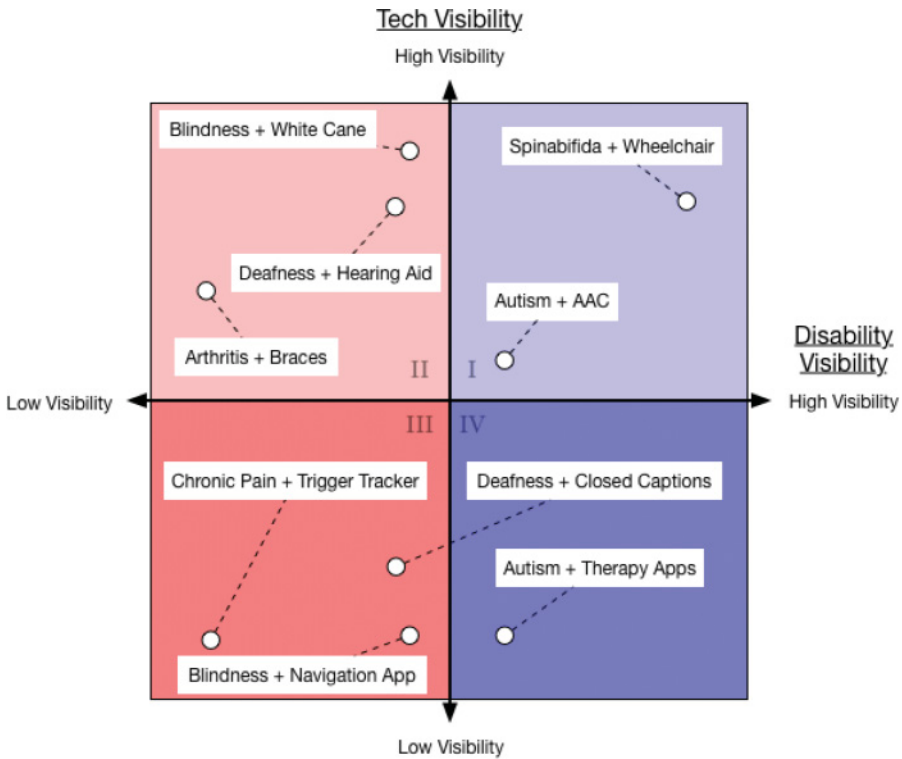 Tech Visibility
High Visibility
Blindness + White Cane
Spinabifida + Wheelchair
Deafness + Hearing Aid
Autism + AAC
Arthritis + Braces
II
I
Disability
Visibility
Low Visibility
High Visibility
III
IV
Chronic Pain + Trigger Tracker
Deafness + Closed Captions
Autism + Therapy Apps
Blindness + Navigation App
Low Visibility